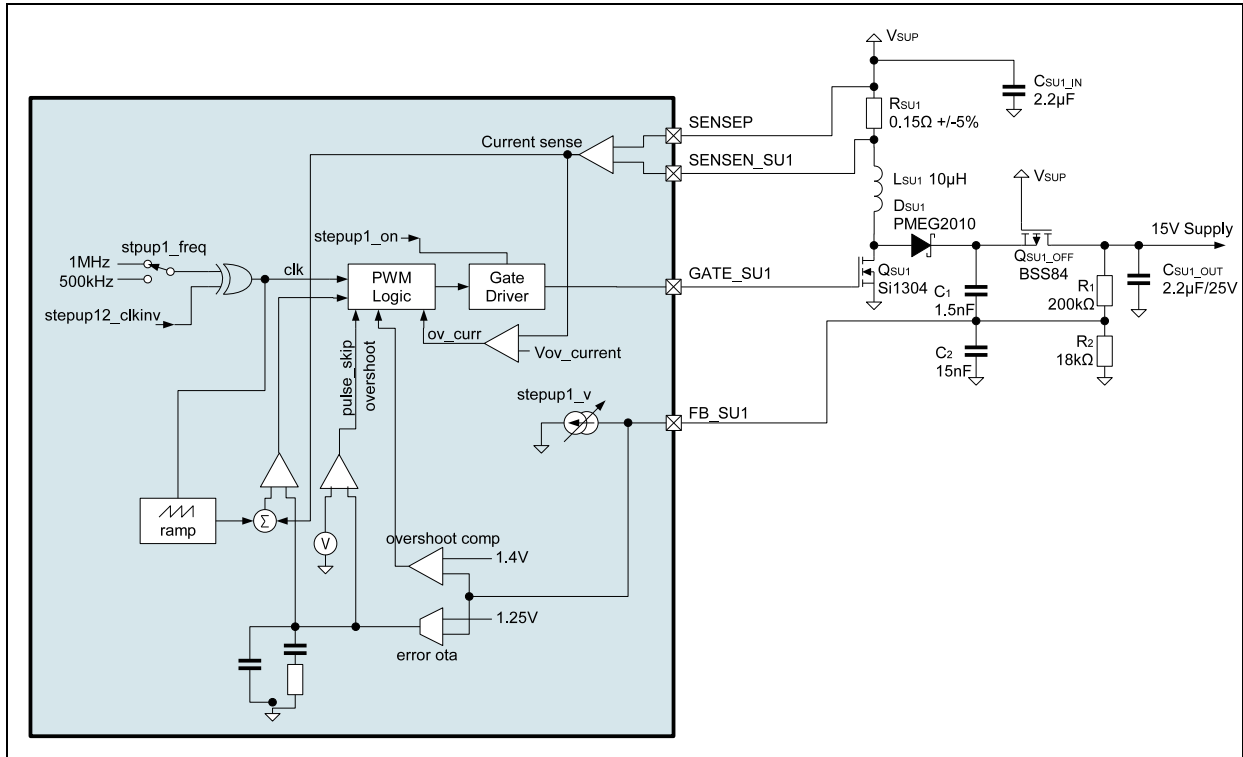 VSUP
CSU1_IN
2.2µF
RSU1
0.15Ω +/-5%
SENSEP
Current sense
SENSEN_SU1
LSU1 10µH
VSUP
DSU1
PMEG2010
15V Supply
stpup1_freq
stepup1_on
1MHz
500kHz
clk
PWM
Logic
Gate
Driver
GATE_SU1
QSU1
Si1304
QSU1_OFF
BSS84
CSU1_OUT
2.2µF/25V
C1
1.5nF
R1
200kΩ
stepup12_clkinv
ov_curr
Vov_current
pulse_skip
overshoot
C2
15nF
R2
18kΩ
stepup1_v
FB_SU1
ramp
Σ
V
overshoot comp
1.4V
1.25V
error ota